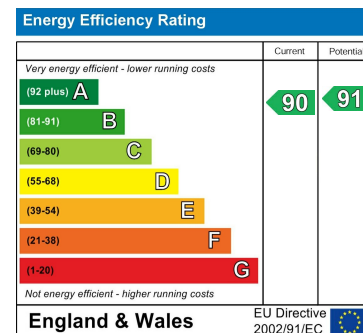 Energy Efficiency Rating
Current Potentia
Very energy efficient - lower running costs
(92 plus) A
(81-91) B
90 91
(69-80) C
(55-68) D
(39-54) E
(21-38) F
(1-20) G
Not energy efficient - higher running costs
England & Wales
EU Directive
2002/91/EC